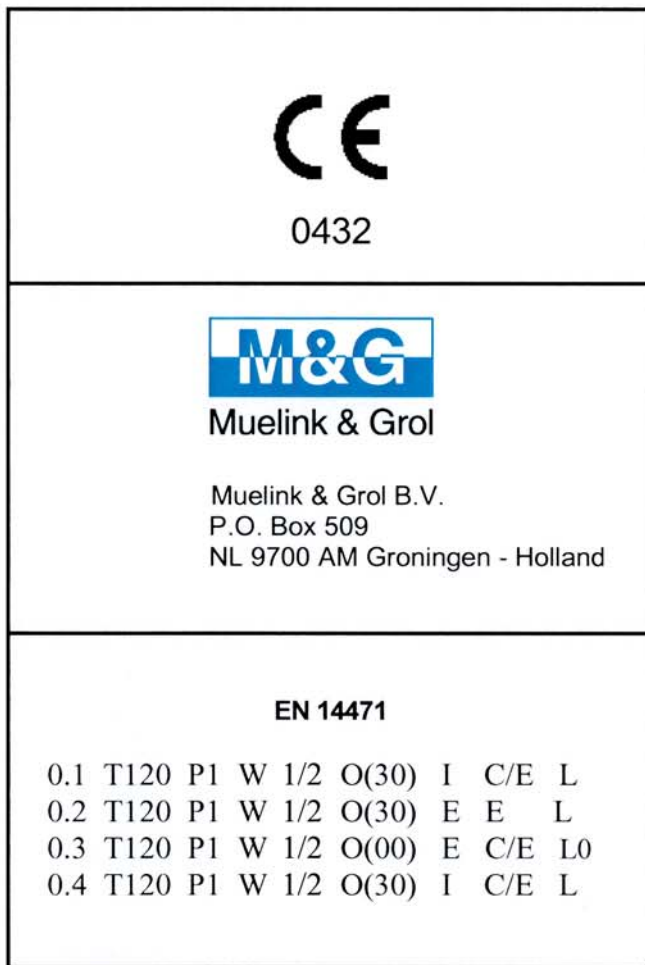 CE
0432
M&G
Muelink & Grol
Muelink & Grol B.V.
P.O. Box 509
NL 9700 AM Groningen - Holland
EN 14471
0.1 T120 P1 W 1/2 O(30) I C/E L
0.2 T120 P1 W 1/2 O(30) E E L
0.3 T120 P1 W 1/2 O(00) E C/E L0
0.4 T120 P1 W 1/2 O(30) I C/E L